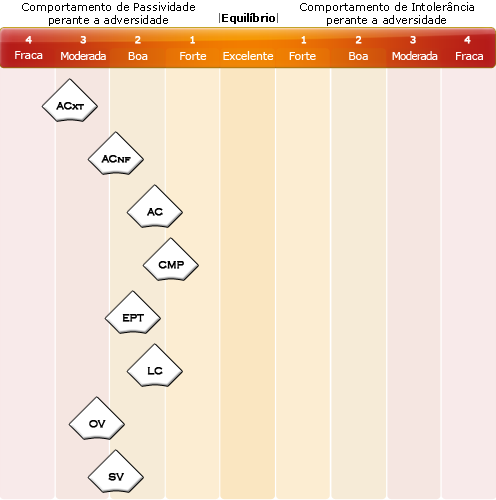 Comportamento de Passividade
perante a adversidade
|Equilíbrio|
Comportamento de Intolerância
perante a adversidade
4 3 2 1 1 2 3 4
Fraca Moderada Boa Forte Excelente Forte Boa Moderada Fraca
ACXT
ACNF
AC
CMP
EPT
LC
OV
SV